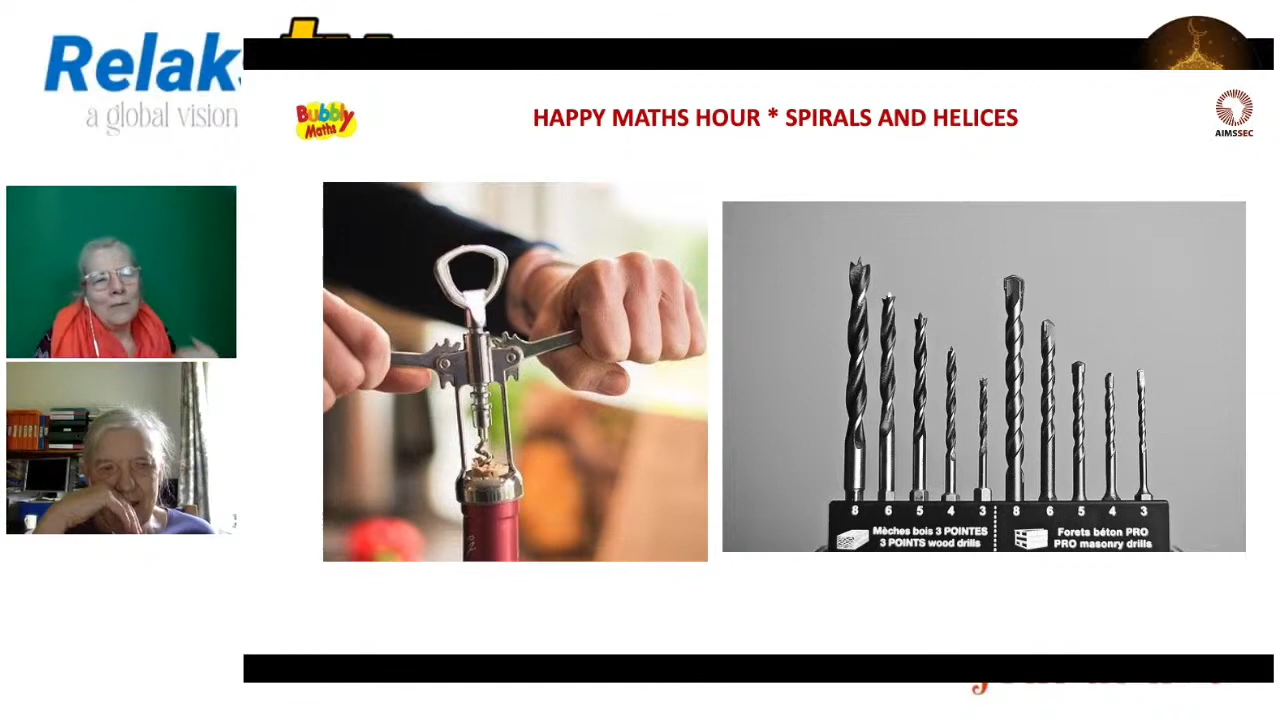 Relaks
a global vision
Bubbly
Maths
HAPPY MATHS HOUR * SPIRALS AND HELICES
AIMSSEC
8 6 5 4 3 8 6 5 4 3
Mèches bois 3 POINTES
3 POINTS wood drills
Forets béton PRO
PRO masonry drills